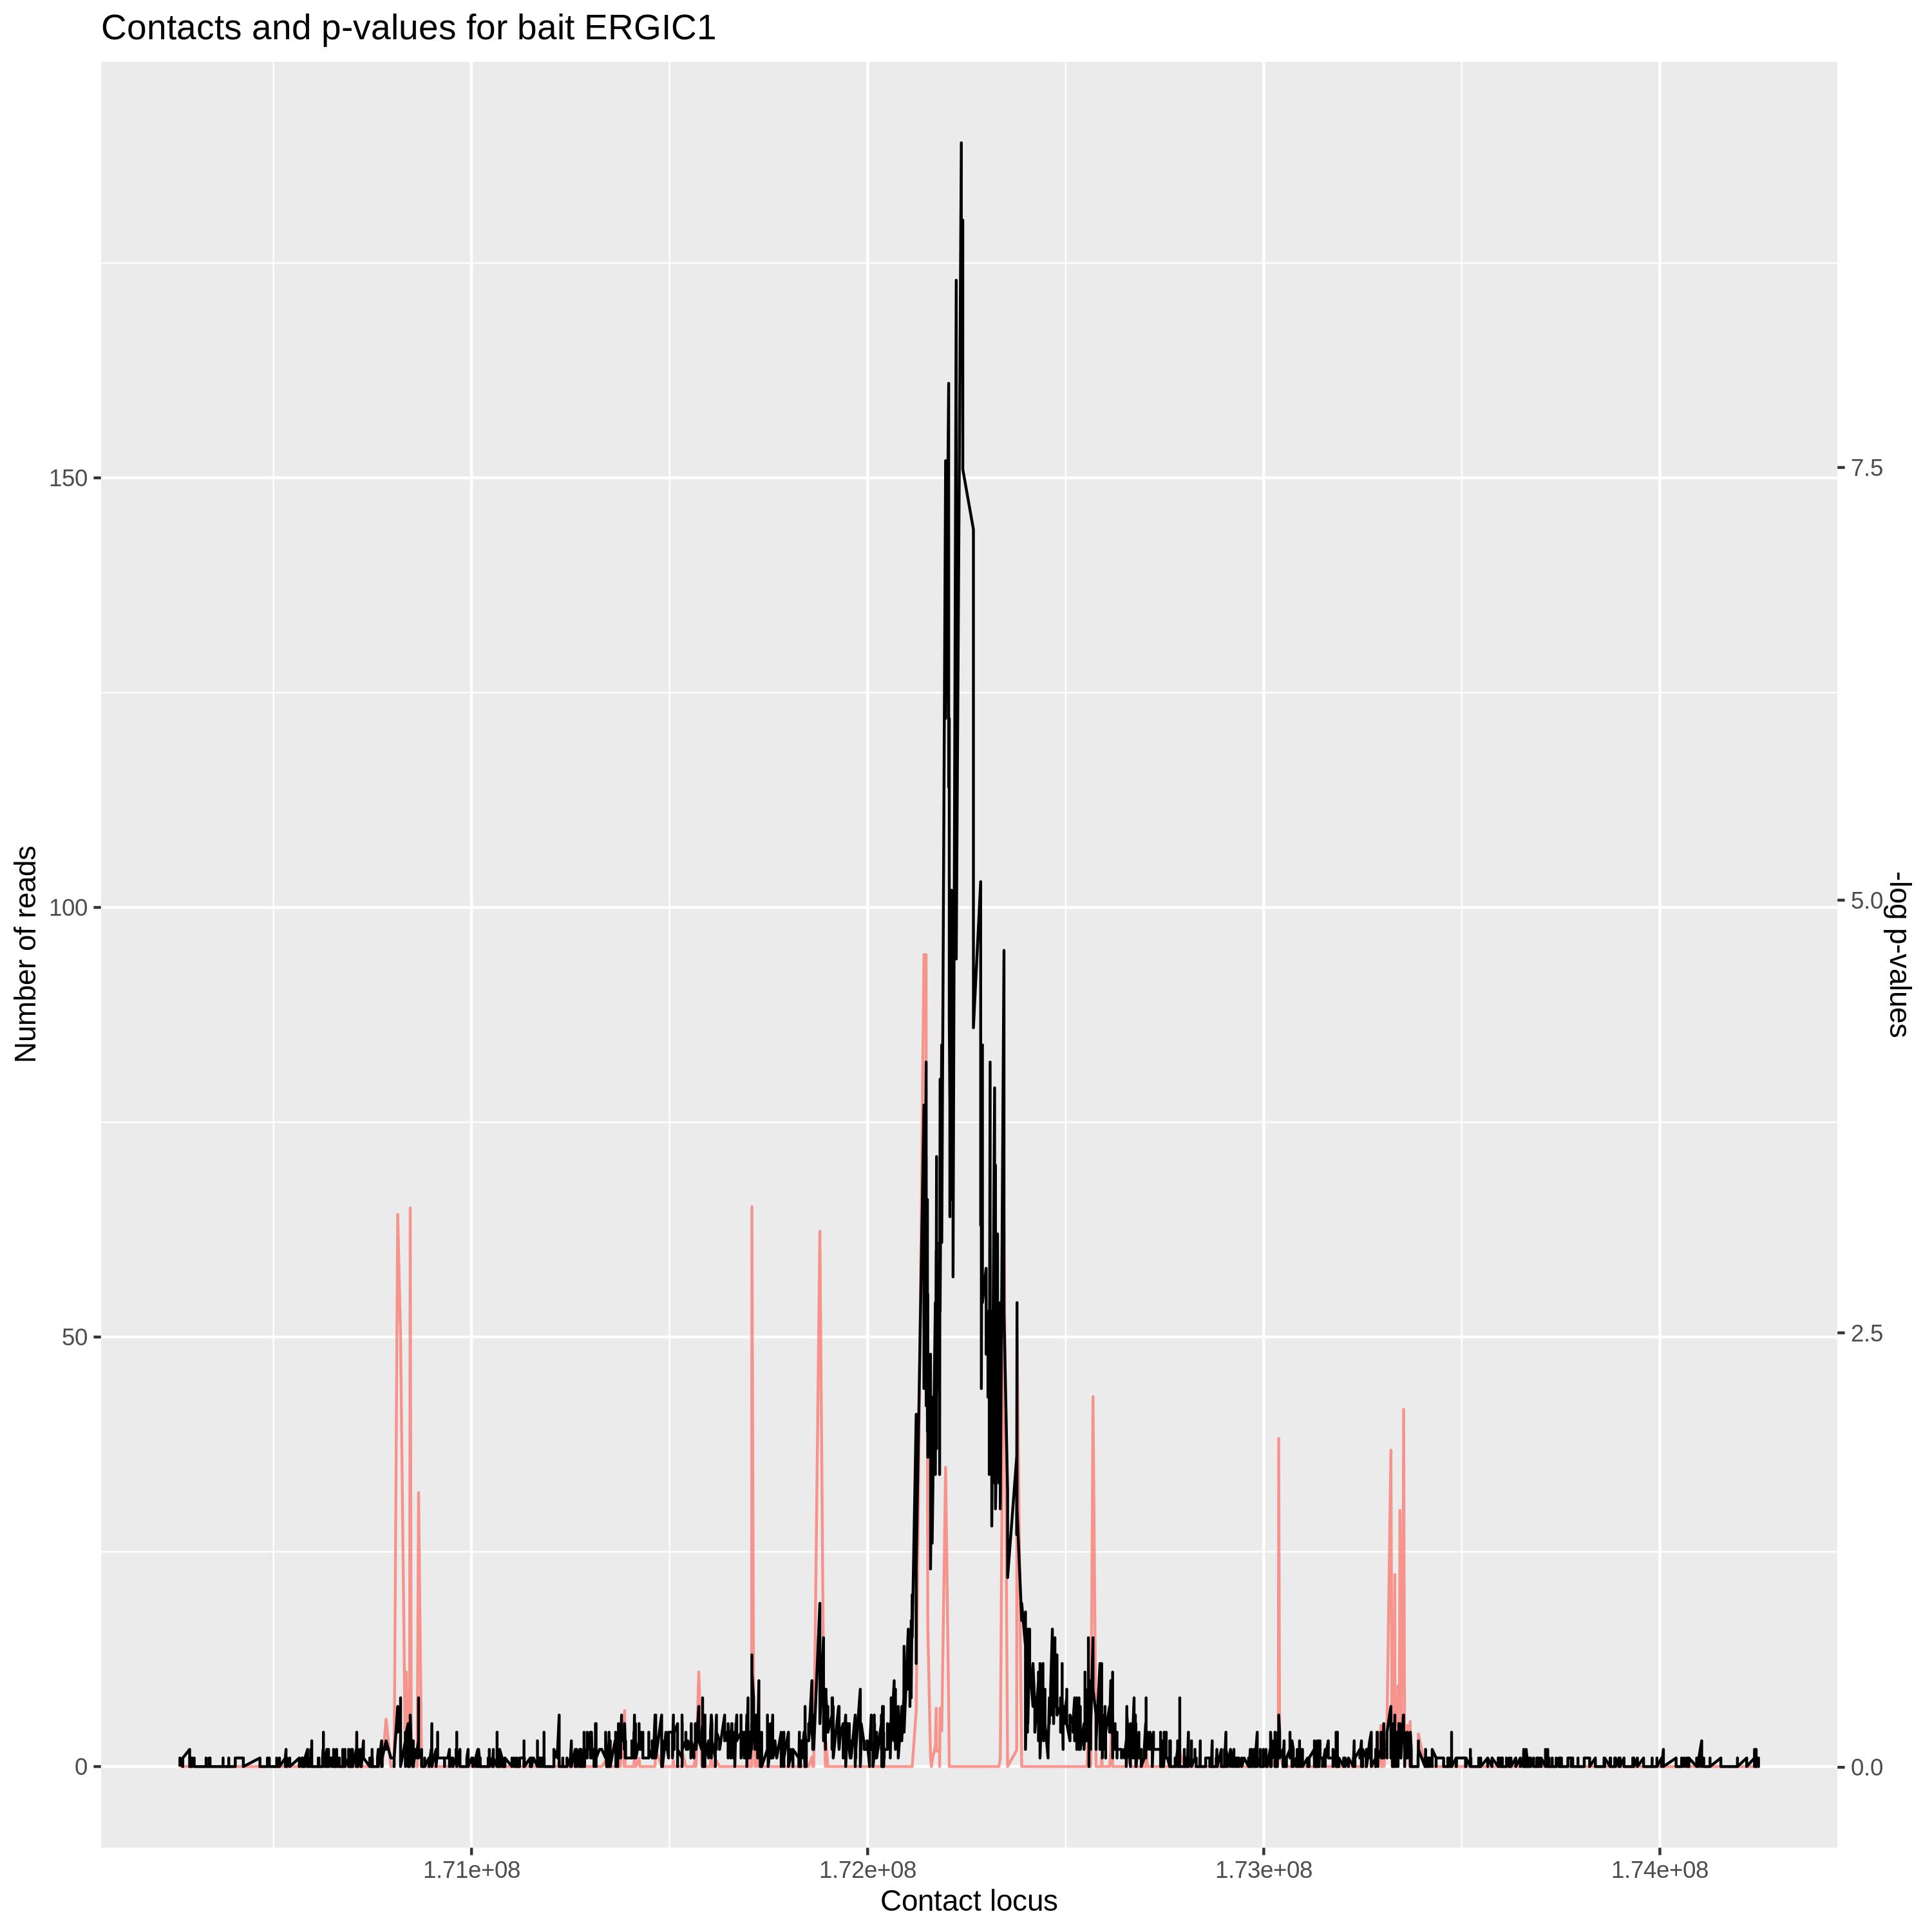 Contacts and p-values for bait ERGIC1
Number of reads
150
100
50
0
7.5
5.0
2.5
0.0
-log p-values
1.71e+08
1.72e+08
1.73e+08
1.74e+08
Contact locus